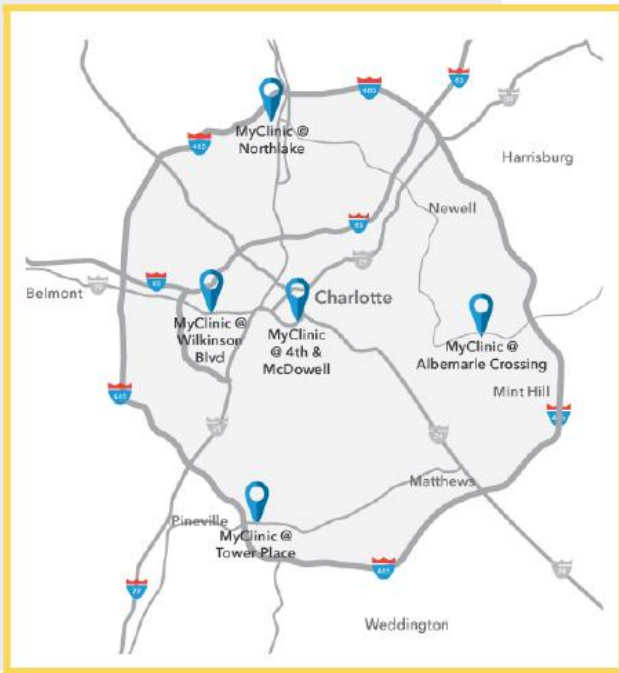 85
485
MyClinic @
Northlake
485
Harrisburg
Newell
85
Belmont
85
Charlotte
MyClinic @
Wilkinson
Blvd
MyClinic
@ 4th &
McDowell
MyClinic @
Albemarle Crossing
Mint Hill
485
485
Matthews
Pineville
MyClinic @
Tower Place
485
77
Weddington